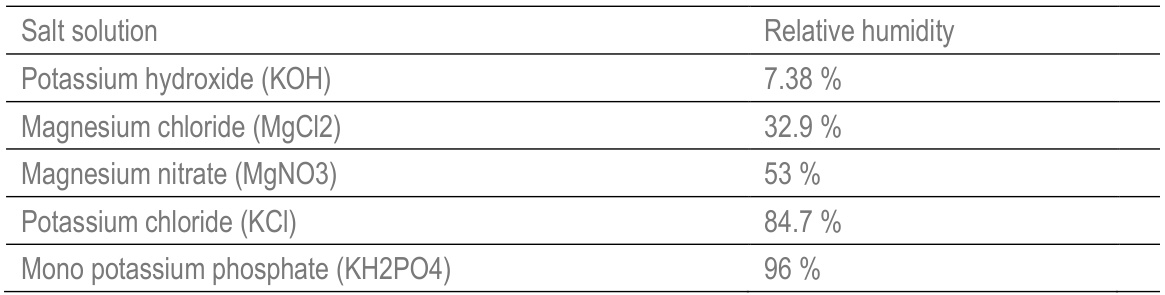 Salt solution Relative humidity
Potassium hydroxide (KOH) 7.38 %
Magnesium chloride (MgCl2) 32.9 %
Magnesium nitrate (MgNO3) 53 %
Potassium chloride (KCl) 84.7 %
Mono potassium phosphate (KH2PO4) 96 %